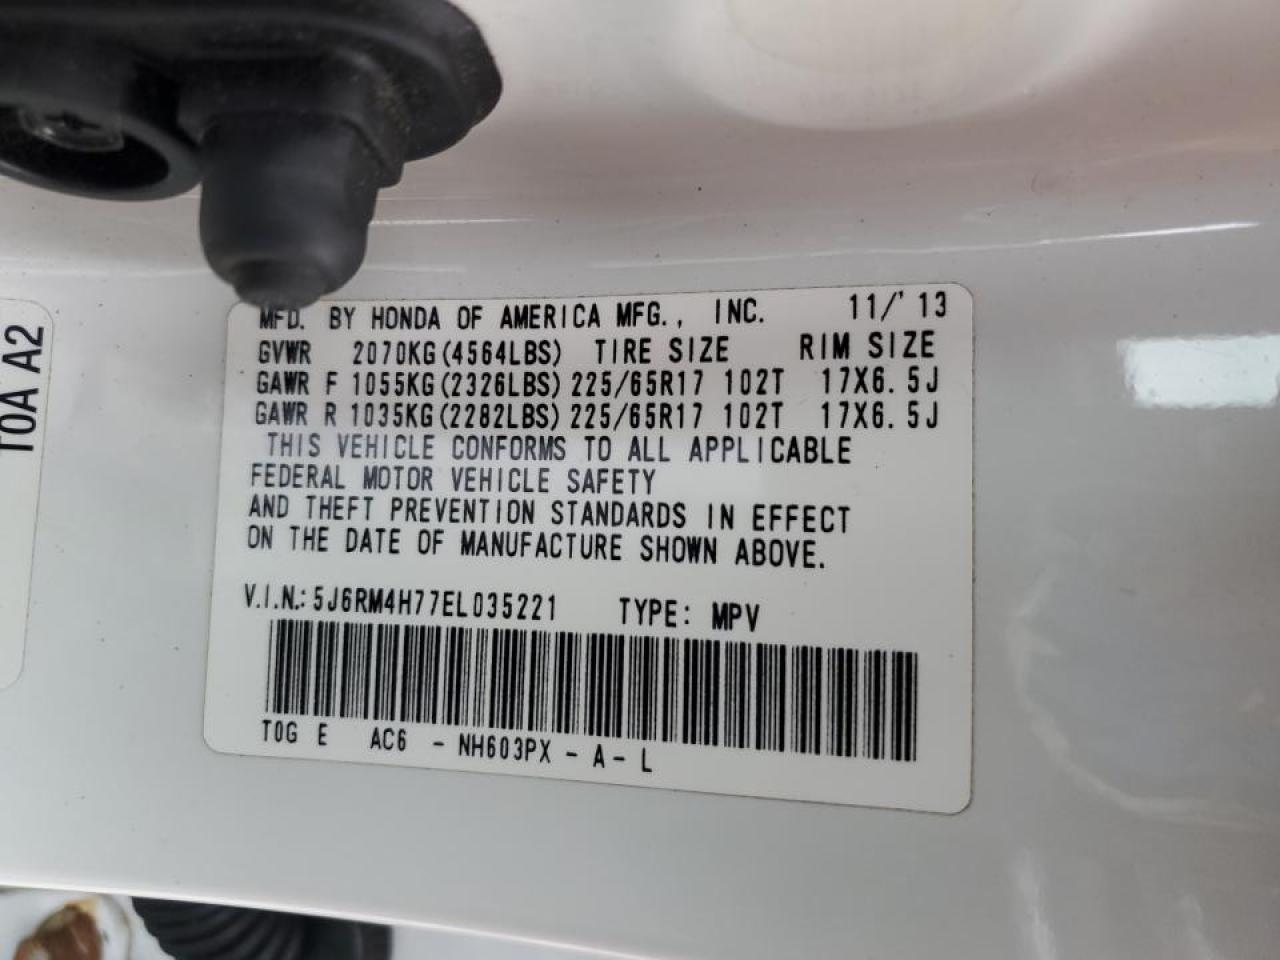 MFD. BY HONDA OF AMERICA MFG., INC. 11/'13
GVWR 2070KG(4564LBS) TIRE SIZE RIM SIZE
GAWR F 1055KG(2326LBS) 225/65R17 102T 17X6.5J
GAWR R 1035KG(2282LBS) 225/65R17 102T 17X6.5J
THIS VEHICLE CONFORMS TO ALL APPLICABLE
FEDERAL MOTOR VEHICLE SAFETY
AND THEFT PREVENTION STANDARDS IN EFFECT
ON THE DATE OF MANUFACTURE SHOWN ABOVE.
V.I.N.: 5J6RM4H77EL035221 TYPE: MPV
T0G E AC6 - NH603PX - A - L
T0A A2